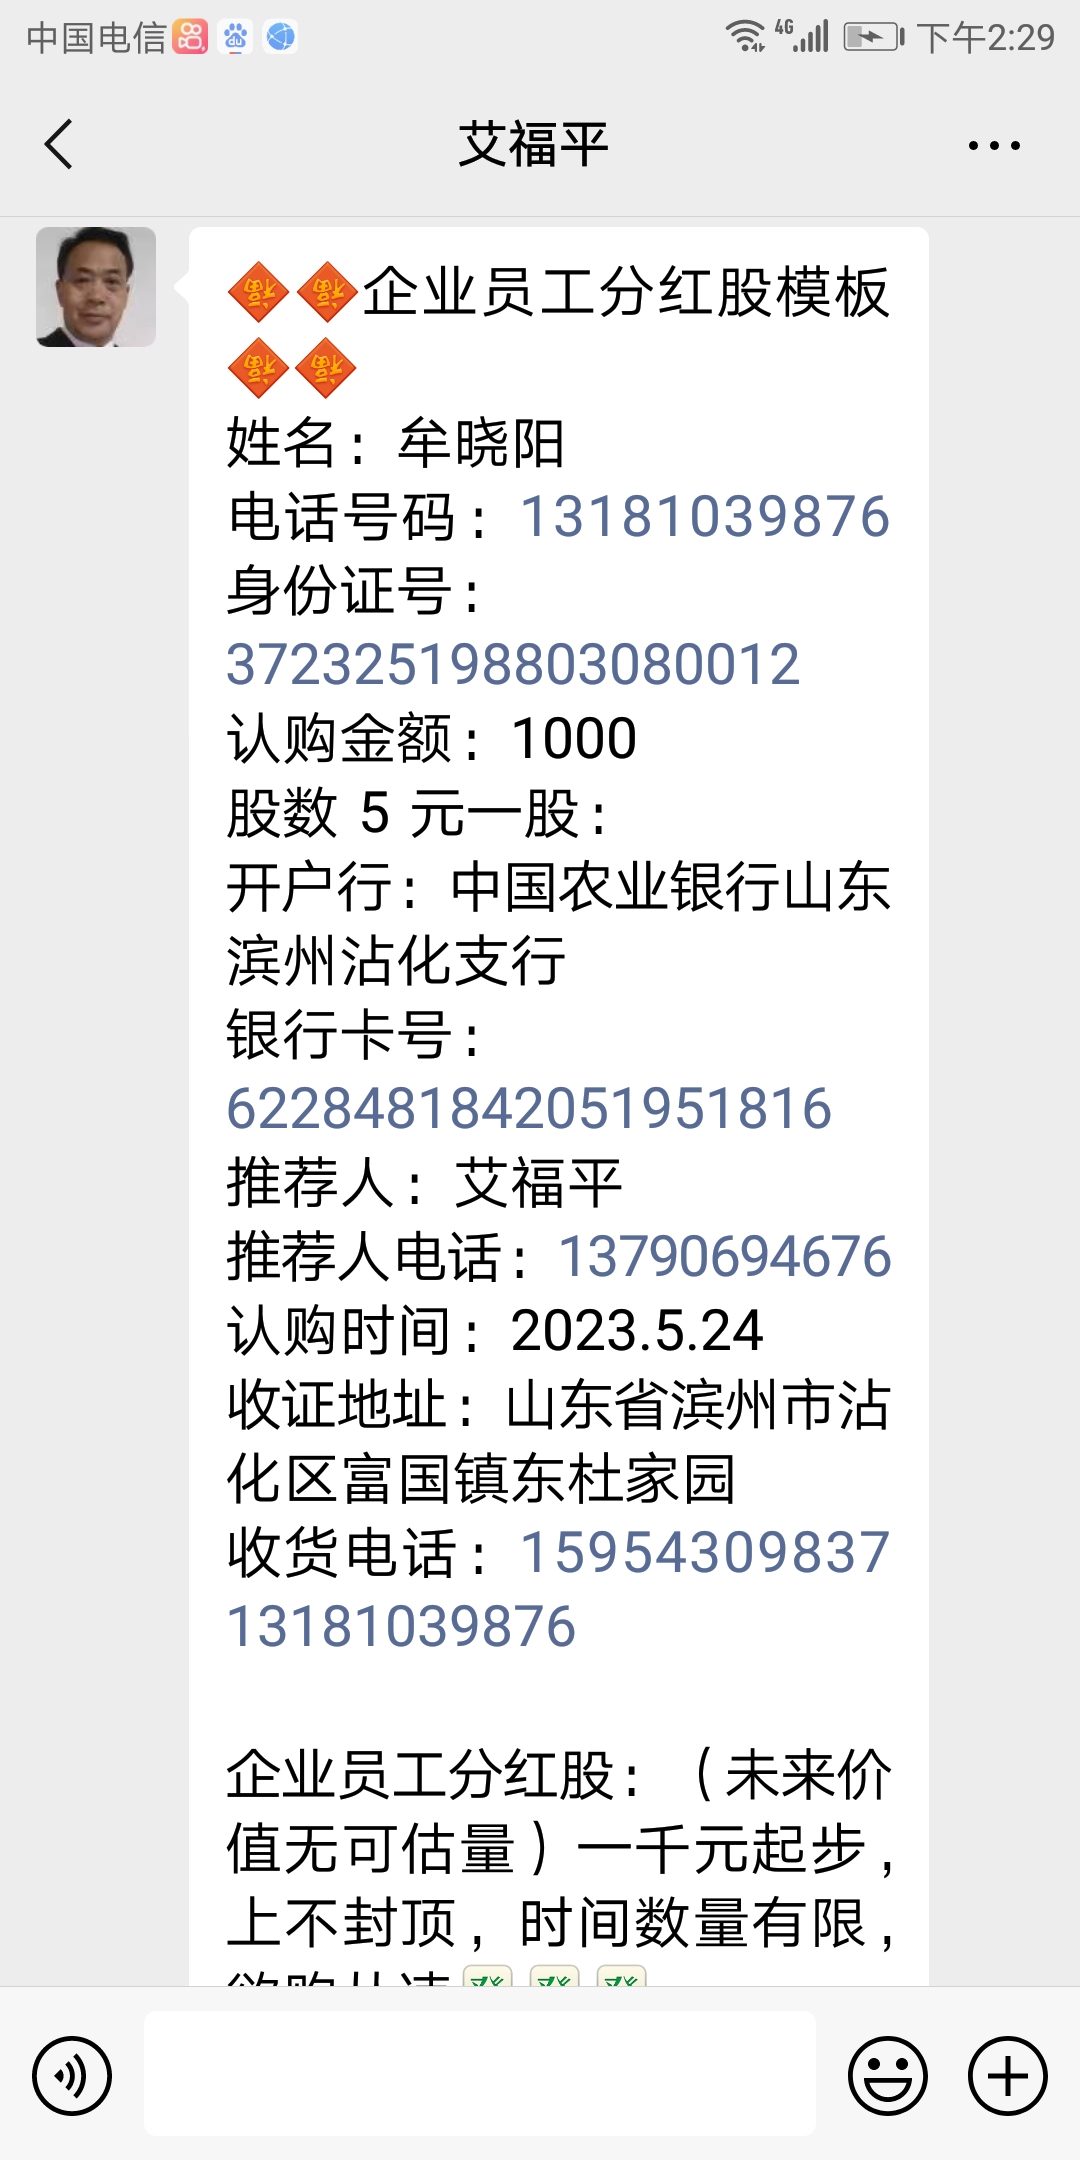 中国电信 4G 下午2:29
艾福平
企业员工分红股模板
姓名：牟晓阳
电话号码：13181039876
身份证号：
372325198803080012
认购金额：1000
股数 5 元一股：
开户行：中国农业银行山东
滨州沾化支行
银行卡号：
6228481842051951816
推荐人：艾福平
推荐人电话：13790694676
认购时间：2023.5.24
收证地址：山东省滨州市沾
化区富国镇东杜家园
收货电话：15954309837
13181039876
企业员工分红股：（未来价
值无可估量）一千元起步，
上不封顶，时间数量有限，